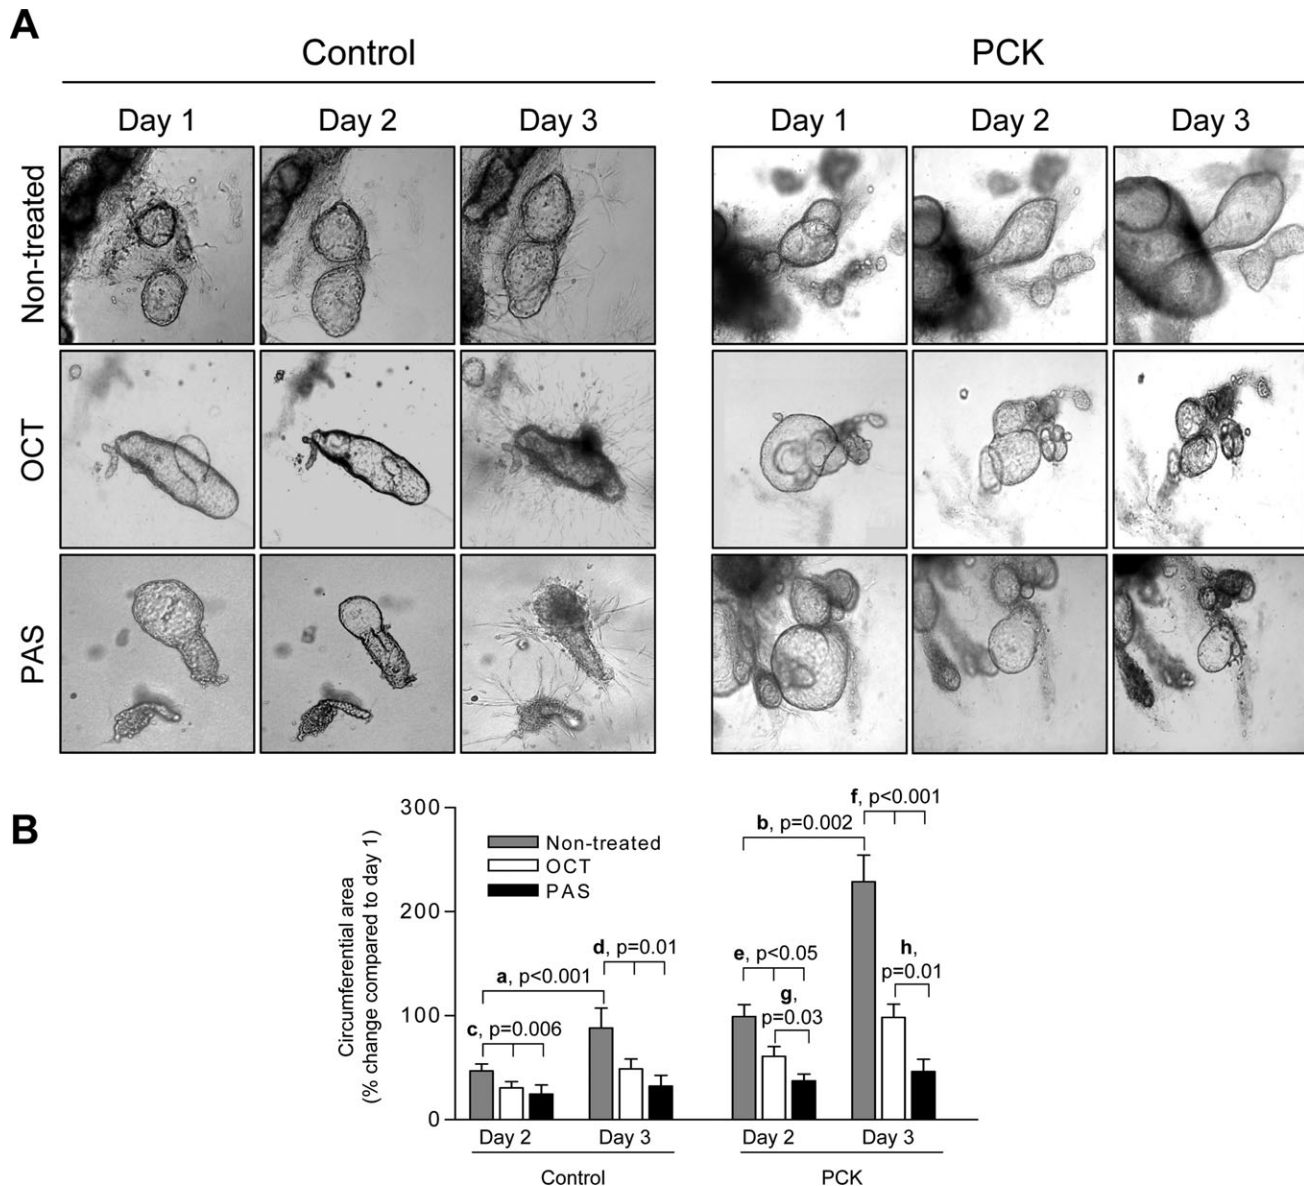 A
Control
PCK
Day 1
Day 2
Day 3
Day 1
Day 2
Day 3
Non-treated
OCT
PAS
B
Circumferential area
(% change compared to day 1)
300
200
100
0
Non-treated
OCT
PAS
a, p<0.001
c, p=0.006
d, p=0.01
b, p=0.002
e, p<0.05
g,
p=0.03
f, p<0.001
h,
p=0.01
Day 2
Day 3
Day 2
Day 3
Control
PCK